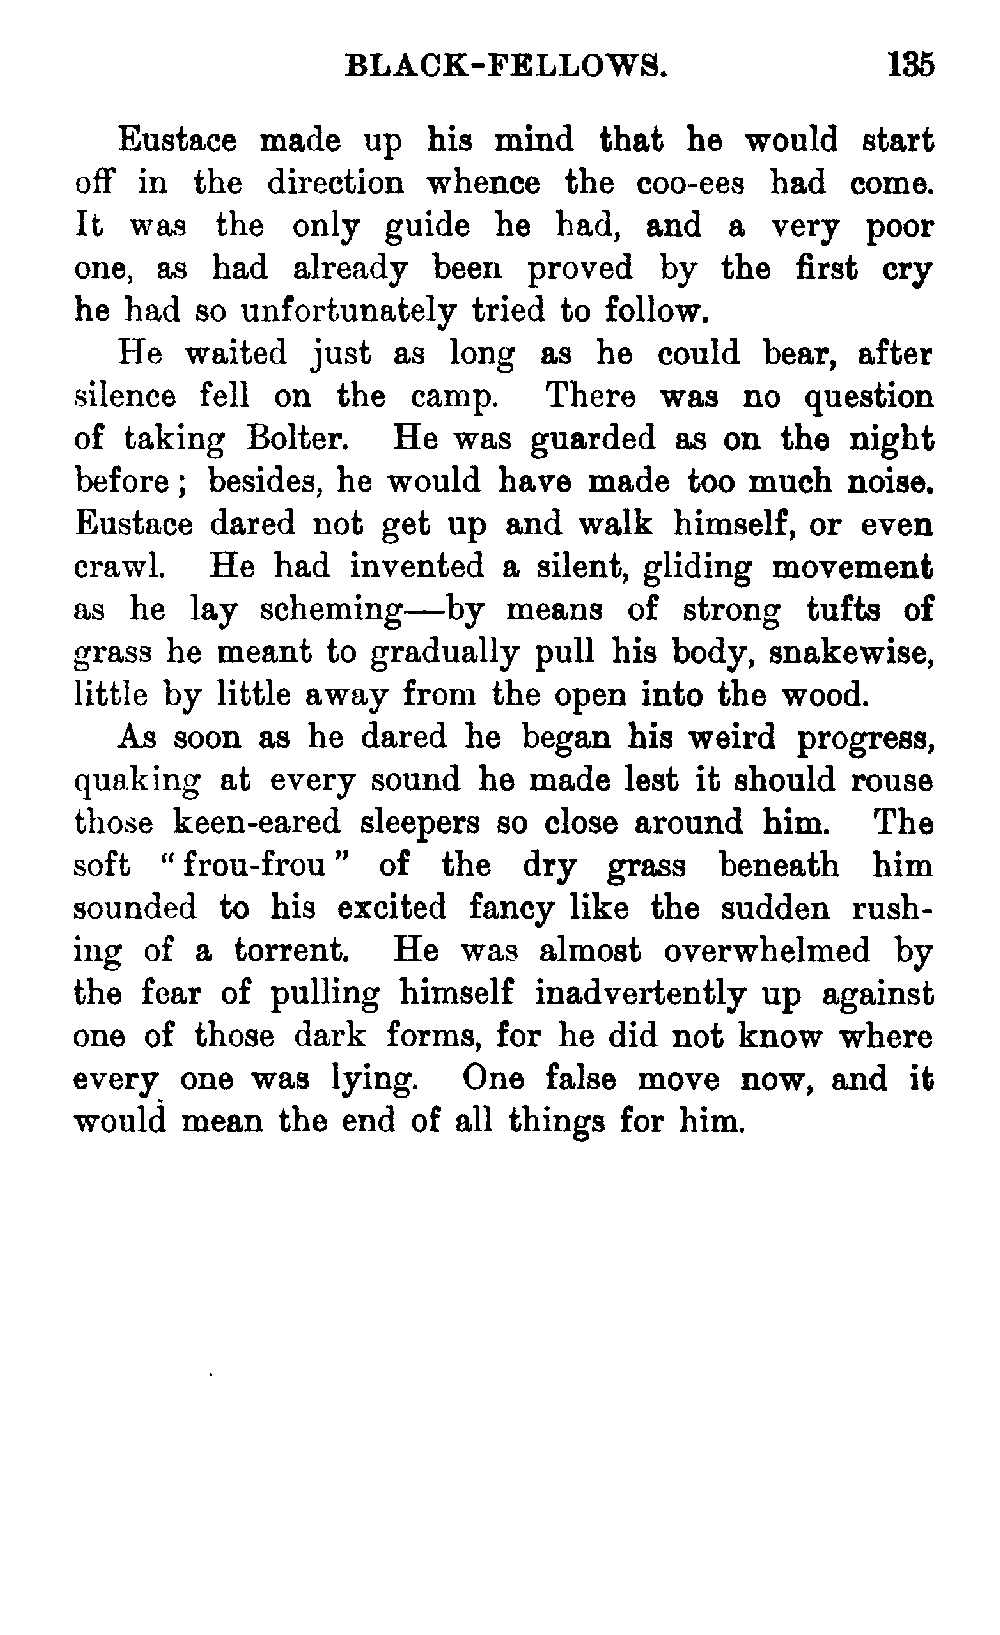 BLACK-FELLOWS. 135
Eustace made up his mind that he would start
off in the direction whence the coo-ees had come.
It was the only guide he had, and a very poor
one, as had already been proved by the first cry
he had so unfortunately tried to follow.
He waited just as long as he could bear, after
silence fell on the camp. There was no question
of taking Bolter. He was guarded as on the night
before; besides, he would have made too much noise.
Eustace dared not get up and walk himself, or even
crawl. He had invented a silent, gliding movement
as he lay scheming—by means of strong tufts of
grass he meant to gradually pull his body, snakewise,
little by little away from the open into the wood.
As soon as he dared he began his weird progress,
quaking at every sound he made lest it should rouse
those keen-eared sleepers so close around him. The
soft "frou-frou" of the dry grass beneath him
sounded to his excited fancy like the sudden rush-
ing of a torrent. He was almost overwhelmed by
the fear of pulling himself inadvertently up against
one of those dark forms, for he did not know where
every one was lying. One false move now, and it
would mean the end of all things for him.